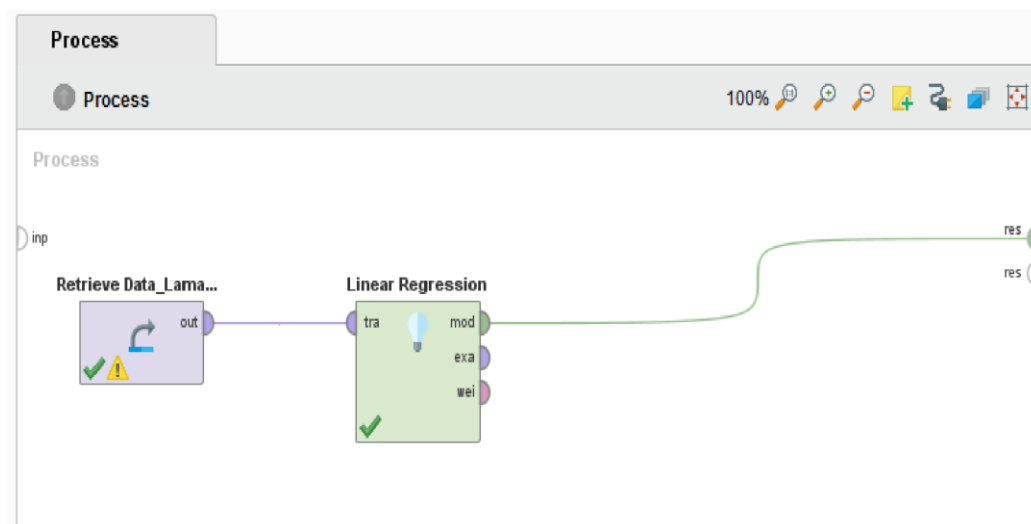 Process
Process
100%
Process
inp
res
res
Retrieve Data_Lama...
out
Linear Regression
tra
mod
exa
wei